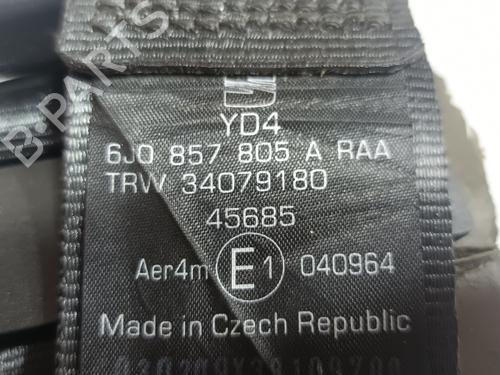 B-PARTS
YD4
6J0 857 805 A RAA
TRW 34079180
45685
Aer4m E1 040964
Made in Czech Republic